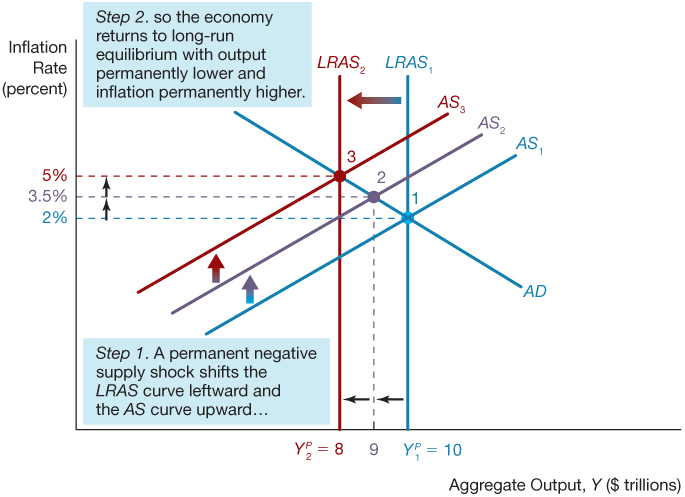 Step 2. so the economy
returns to long-run
equilibrium with output
permanently lower and
inflation permanently higher.
Inflation
Rate
(percent)
LRAS₂
LRAS₁
AS₃
AS₂
AS₁
3
2
1
5%
3.5%
2%
AD
Step 1. A permanent negative
supply shock shifts the
LRAS curve leftward and
the AS curve upward…
Y₂ᴾ = 8
9
Y₁ᴾ = 10
Aggregate Output, Y ($ trillions)